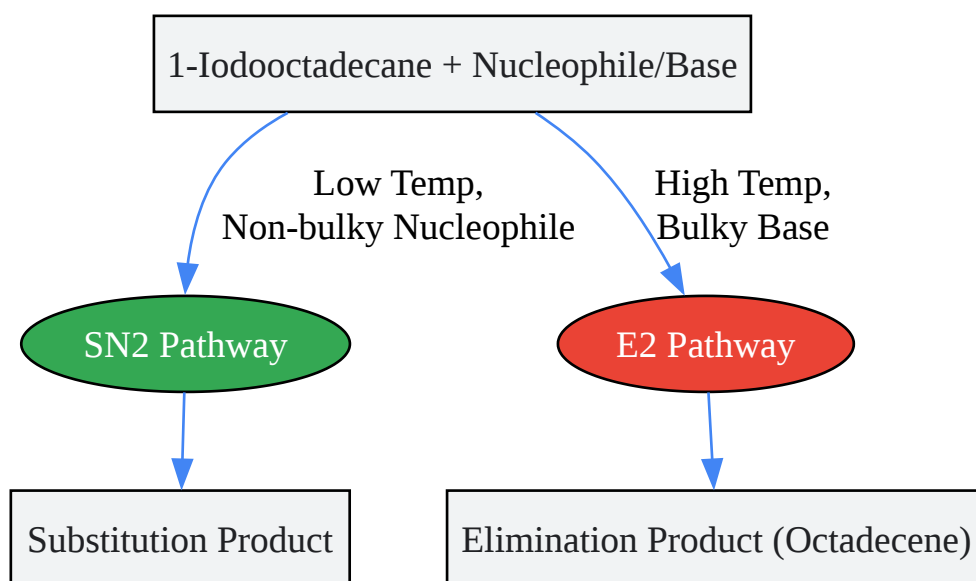 1-Iodooctadecane + Nucleophile/Base
Low Temp,
Non-bulky Nucleophile
High Temp,
Bulky Base
SN2 Pathway
E2 Pathway
Substitution Product
Elimination Product (Octadecene)